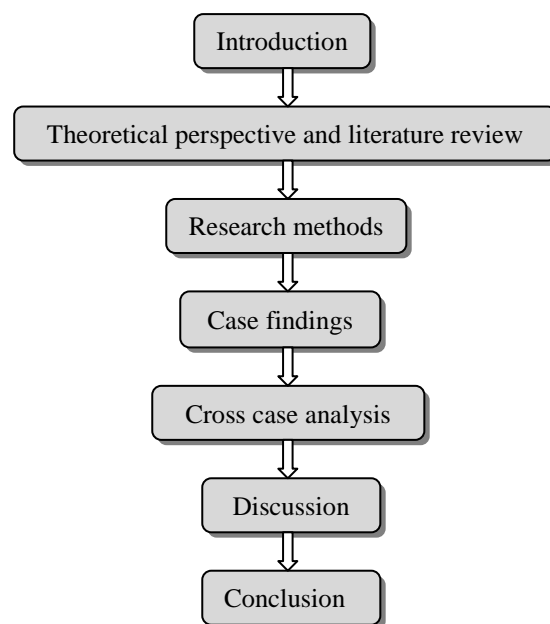 Introduction
Theoretical perspective and literature review
Research methods
Case findings
Cross case analysis
Discussion
Conclusion